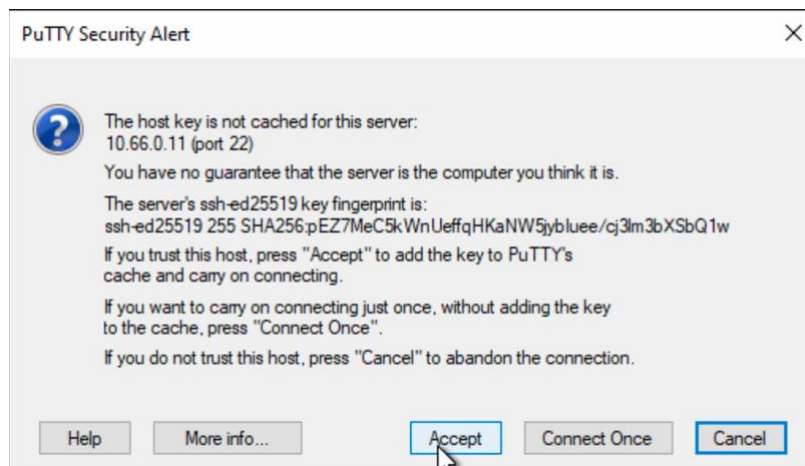 PuTTY Security Alert
The host key is not cached for this server:
10.66.0.11 (port 22)
You have no guarantee that the server is the computer you think it is.
The server's ssh-ed25519 key fingerprint is:
ssh-ed25519 255 SHA256:pEZ7MeC5kWnUeffqHKaNW5jybluee/cj3lm3bXSbQ1w
If you trust this host, press "Accept" to add the key to PuTTY's
cache and carry on connecting.
If you want to carry on connecting just once, without adding the key
to the cache, press "Connect Once".
If you do not trust this host, press "Cancel" to abandon the connection.
Help More info... Accept Connect Once Cancel